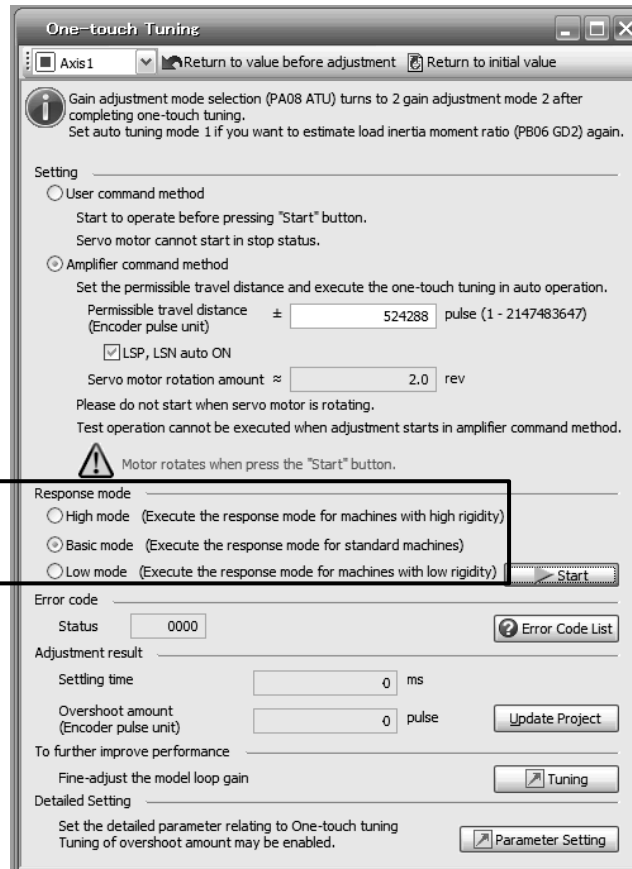 One-touch Tuning
Axis1 Return to value before adjustment Return to initial value
Gain adjustment mode selection (PA08 ATU) turns to 2 gain adjustment mode 2 after
completing one-touch tuning.
Set auto tuning mode 1 if you want to estimate load inertia moment ratio (PB06 GD2) again.
Setting
User command method
Start to operate before pressing "Start" button.
Servo motor cannot start in stop status.
Amplifier command method
Set the permissible travel distance and execute the one-touch tuning in auto operation.
Permissible travel distance ± 524288 pulse (1 - 2147483647)
(Encoder pulse unit)
LSP, LSN auto ON
Servo motor rotation amount ≈ 2.0 rev
Please do not start when servo motor is rotating.
Test operation cannot be executed when adjustment starts in amplifier command method.
Motor rotates when press the "Start" button.
Response mode
High mode (Execute the response mode for machines with high rigidity)
Basic mode (Execute the response mode for standard machines)
Low mode (Execute the response mode for machines with low rigidity) Start
Error code
Status 0000 Error Code List
Adjustment result
Settling time 0 ms
Overshoot amount 0 pulse Update Project
(Encoder pulse unit)
To further improve performance
Fine-adjust the model loop gain Tuning
Detailed Setting
Set the detailed parameter relating to One-touch tuning
Tuning of overshoot amount may be enabled. Parameter Setting